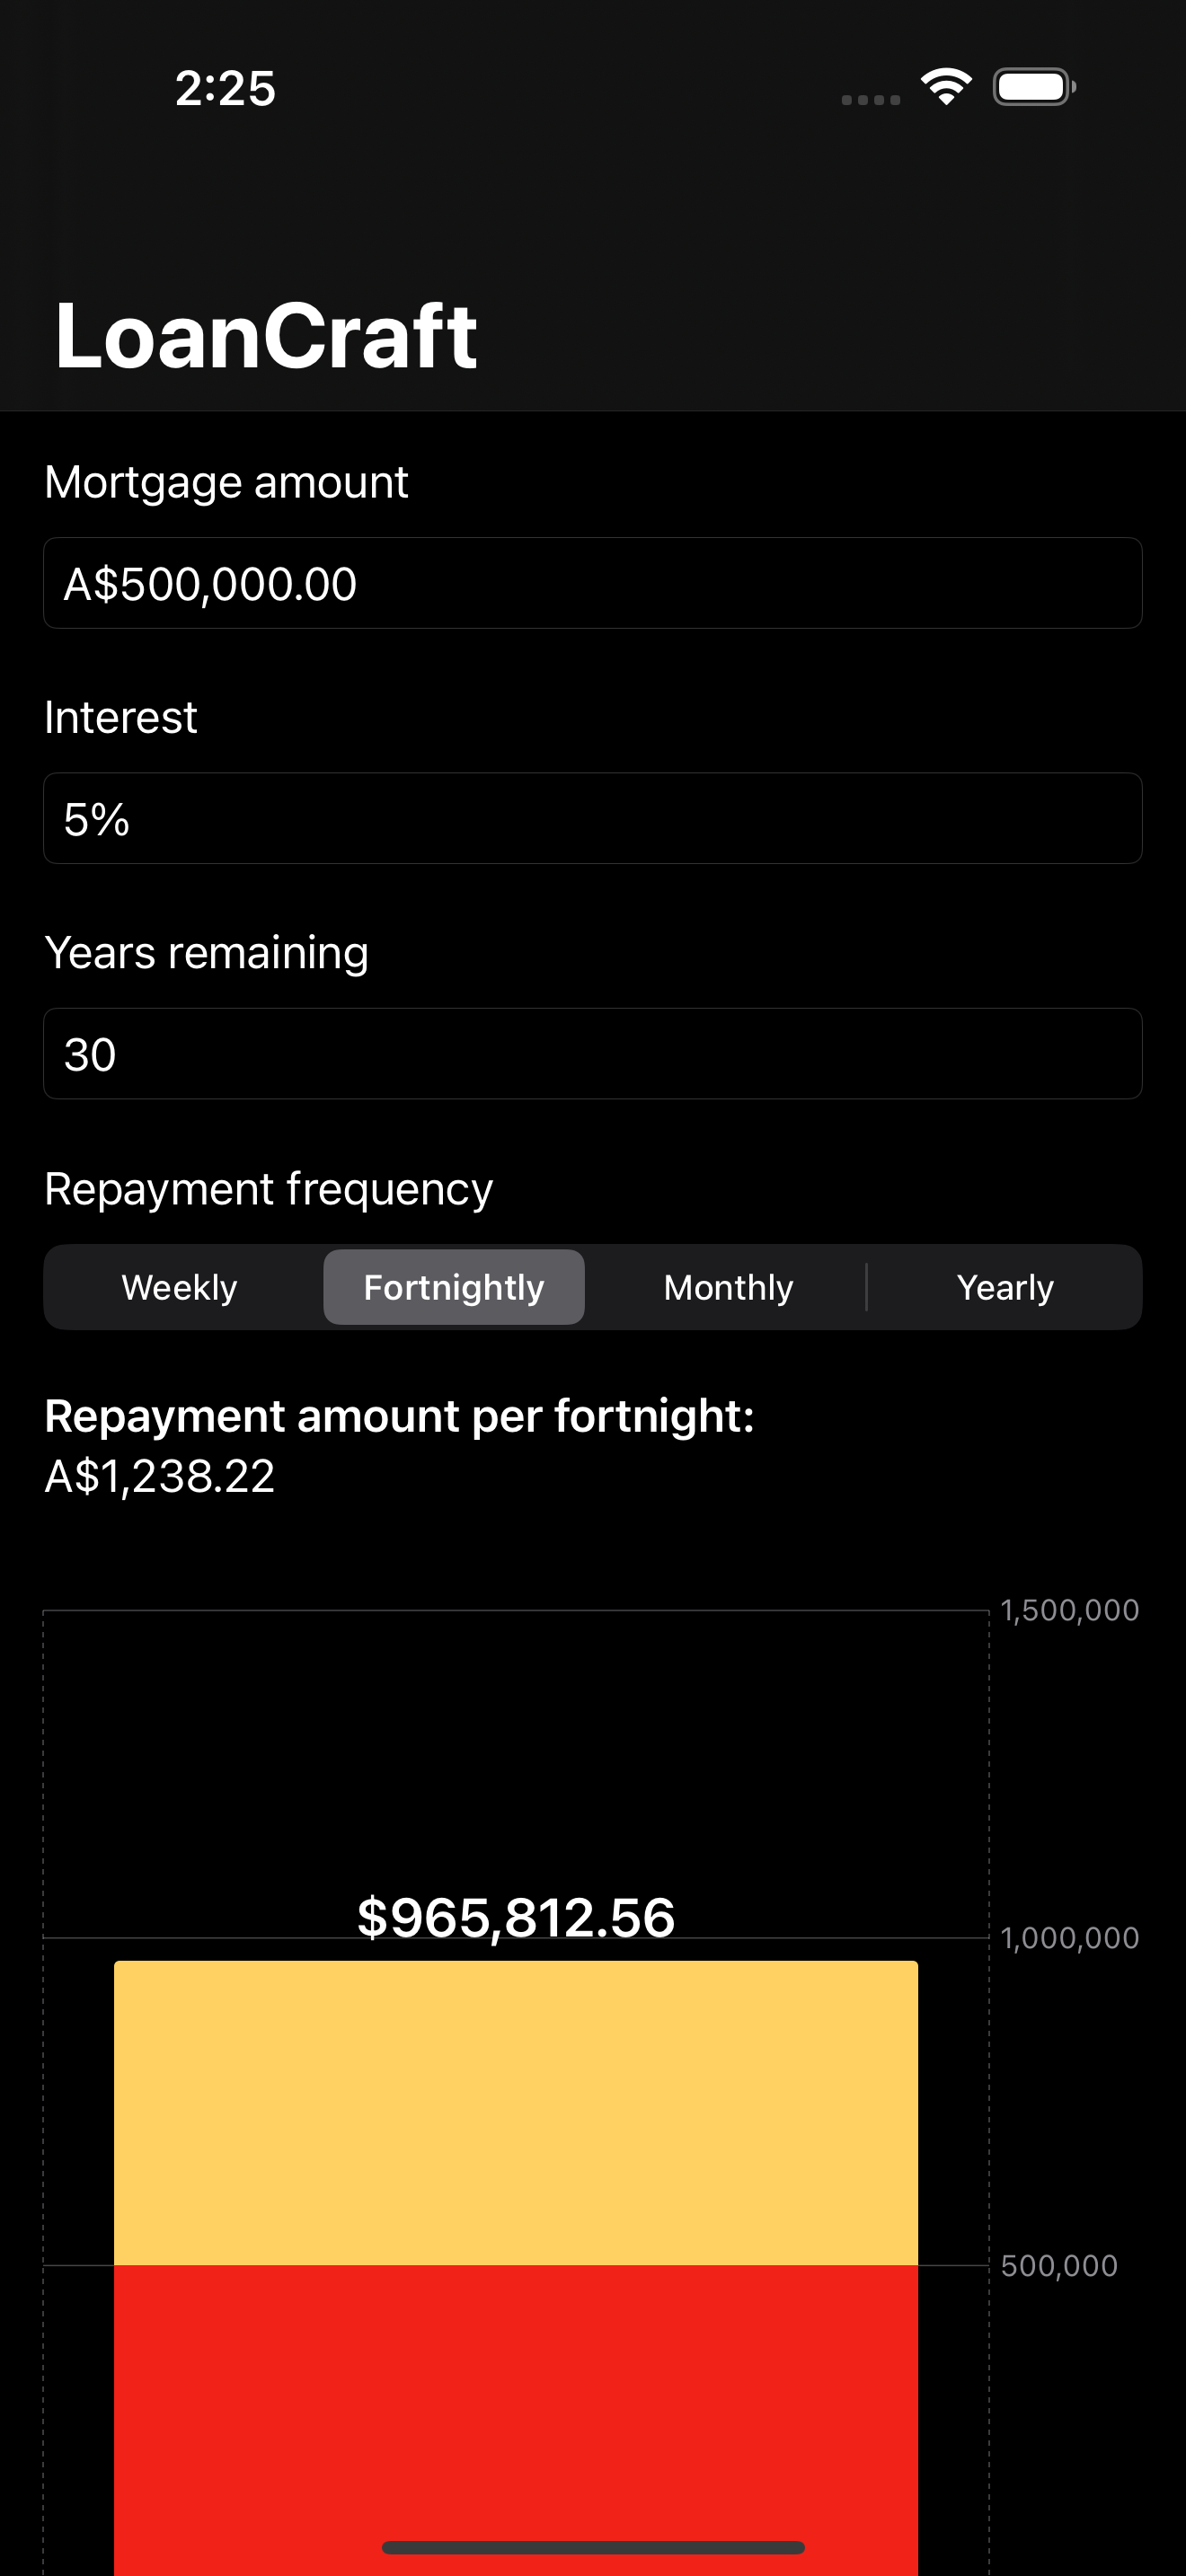 2:25
LoanCraft
Mortgage amount
A$500,000.00
Interest
5%
Years remaining
30
Repayment frequency
Weekly Fortnightly Monthly Yearly
Repayment amount per fortnight:
A$1,238.22
1,500,000
$965,812.56
1,000,000
500,000